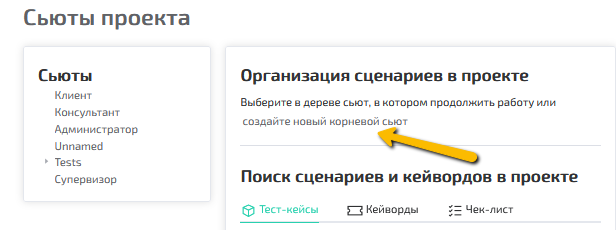 Сьюты проекта
Сьюты
Клиент
Консультант
Администратор
Unnamed
Tests
Супервизор
Организация сценариев в проекте
Выберите в дереве сьют, в котором продолжить работу или
создайте новый корневой сьют
Поиск сценариев и кейвордов в проекте
Тест-кейсы
Кейворды
Чек-лист